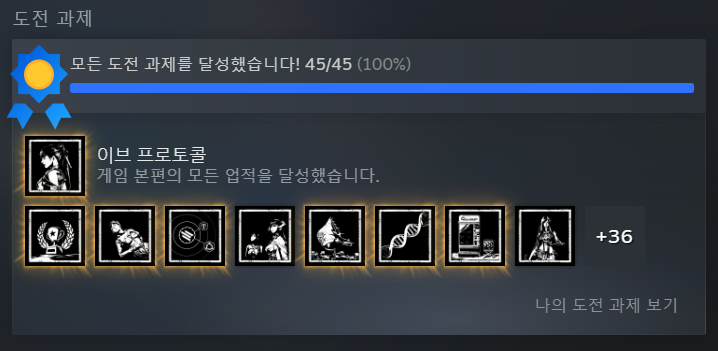 도전 과제
모든 도전 과제를 달성했습니다! 45/45 (100%)
이브 프로토콜
게임 본편의 모든 업적을 달성했습니다.
+36
나의 도전 과제 보기